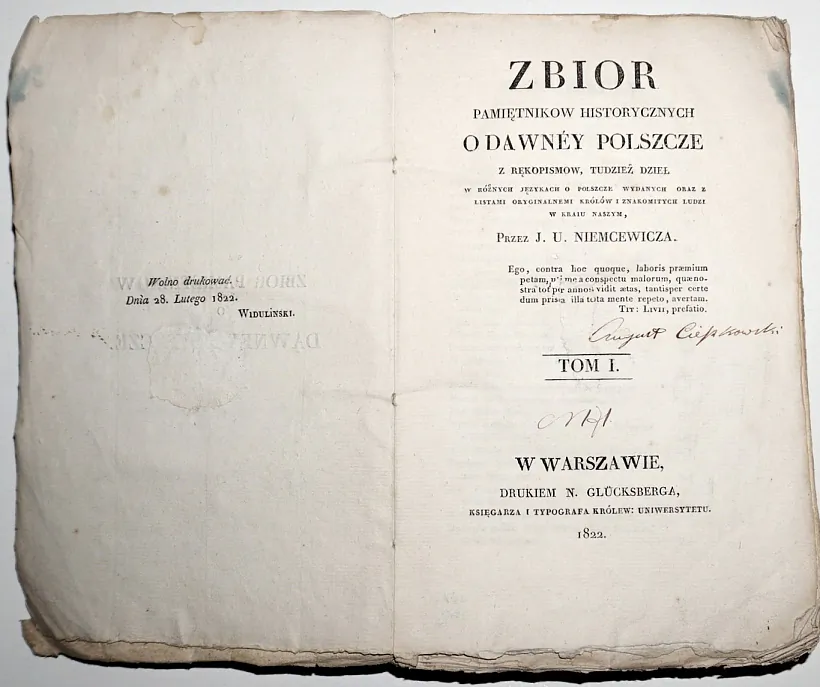 Wolno drukować.
Dnia 28. Lutego 1822.
Widuliński.
ZBIOR
PAMIĘTNIKOW HISTORYCZNYCH
O DAWNÉY POLSZCZE
Z RĘKOPISMOW, TUDZIEŻ DZIEŁ
W RÓŻNYCH JĘZYKACH O POLSZCZE WYDANYCH ORAZ Z
LISTAMI ORYGINALNEMI KRÓLÓW I ZNAKOMITYCH LUDZI
W KRAIU NASZYM,
Przez J. U. NIEMCEWICZA.
Ego, contra hoc quoque, laboris præmium
petam, a conspectu malorum, quæ no-
stra tot per annos vidit ætas, tantisper certe
dum prisca illa tota mente repeto, avertam.
Tit: Livii, prefatio.
August Cieszkowski
TOM I.
W WARSZAWIE,
DRUKIEM N. GLÜCKSBERGA,
KSIĘGARZA I TYPOGRAFA KRÓLEW: UNIWERSYTETU.
1822.